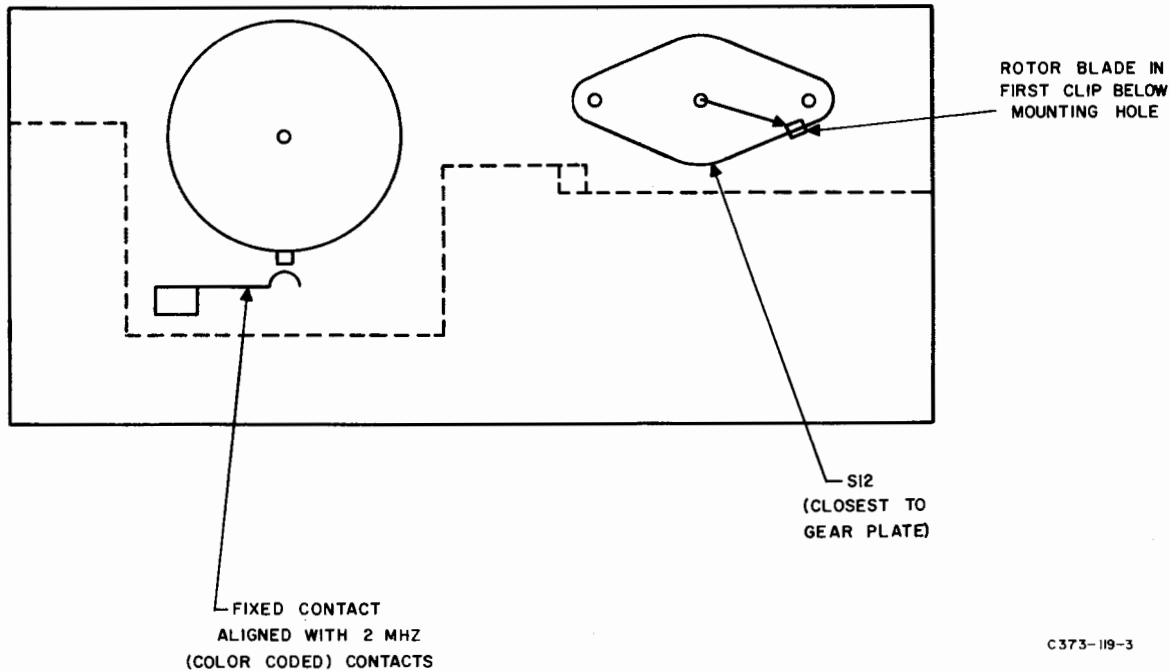 ROTOR BLADE IN
FIRST CLIP BELOW
MOUNTING HOLE
S12
(CLOSEST TO
GEAR PLATE)
FIXED CONTACT
ALIGNED WITH 2 MHZ
(COLOR CODED) CONTACTS
C373-119-3